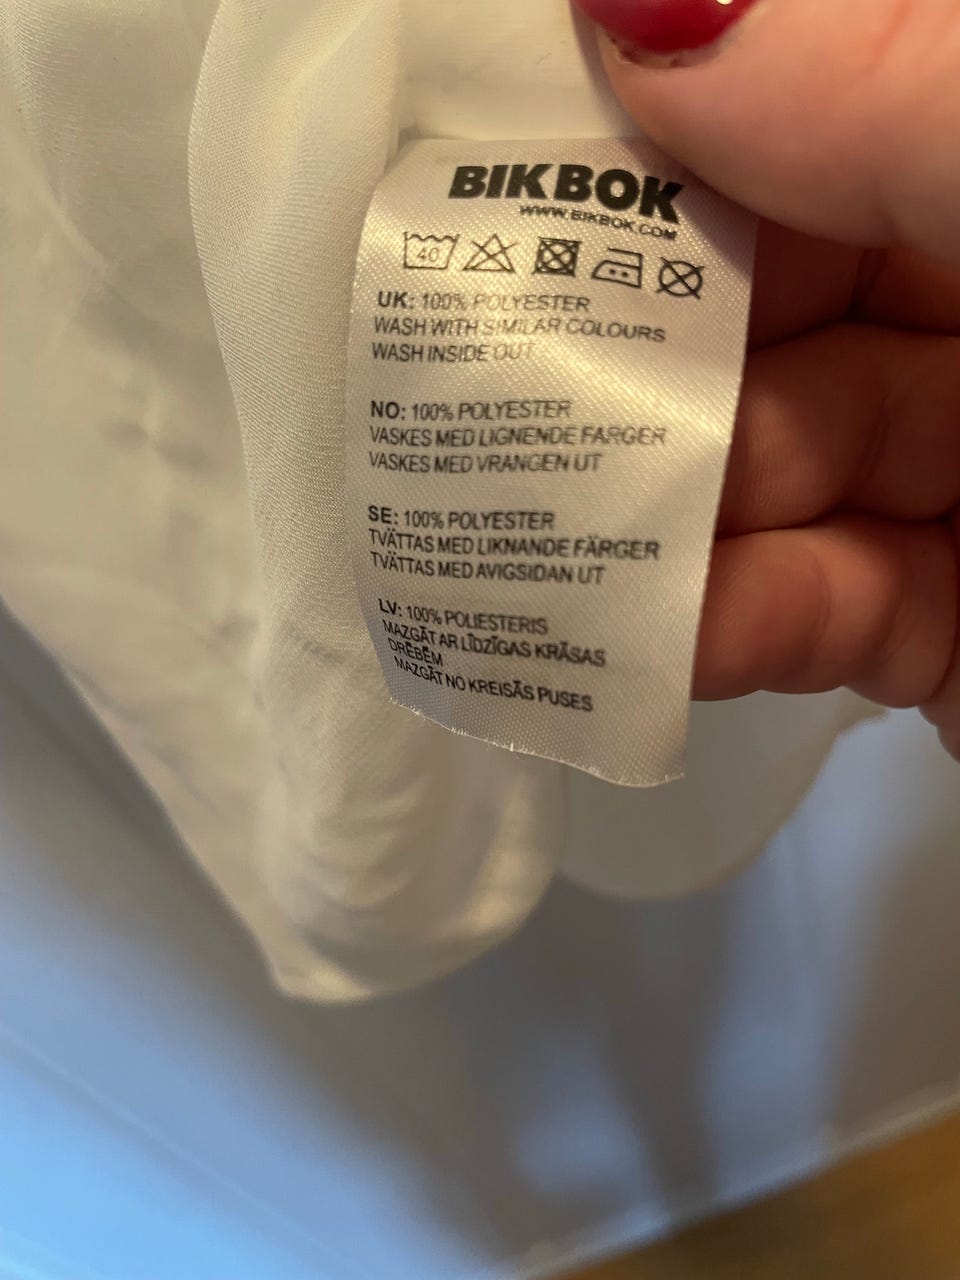 BIKBOK
WWW.BIKBOK.COM
40
UK: 100% POLYESTER
WASH WITH SIMILAR COLOURS
WASH INSIDE OUT
NO: 100% POLYESTER
VASKES MED LIGNENDE FARGER
VASKES MED VRANGEN UT
SE: 100% POLYESTER
TVÄTTAS MED LIKNANDE FÄRGER
TVÄTTAS MED AVIGSIDAN UT
LV: 100% POLIESTERIS
MAZGĀT AR LĪDZĪGAS KRĀSAS
DRĒBĒM
MAZGĀT NO KREISĀS PUSES